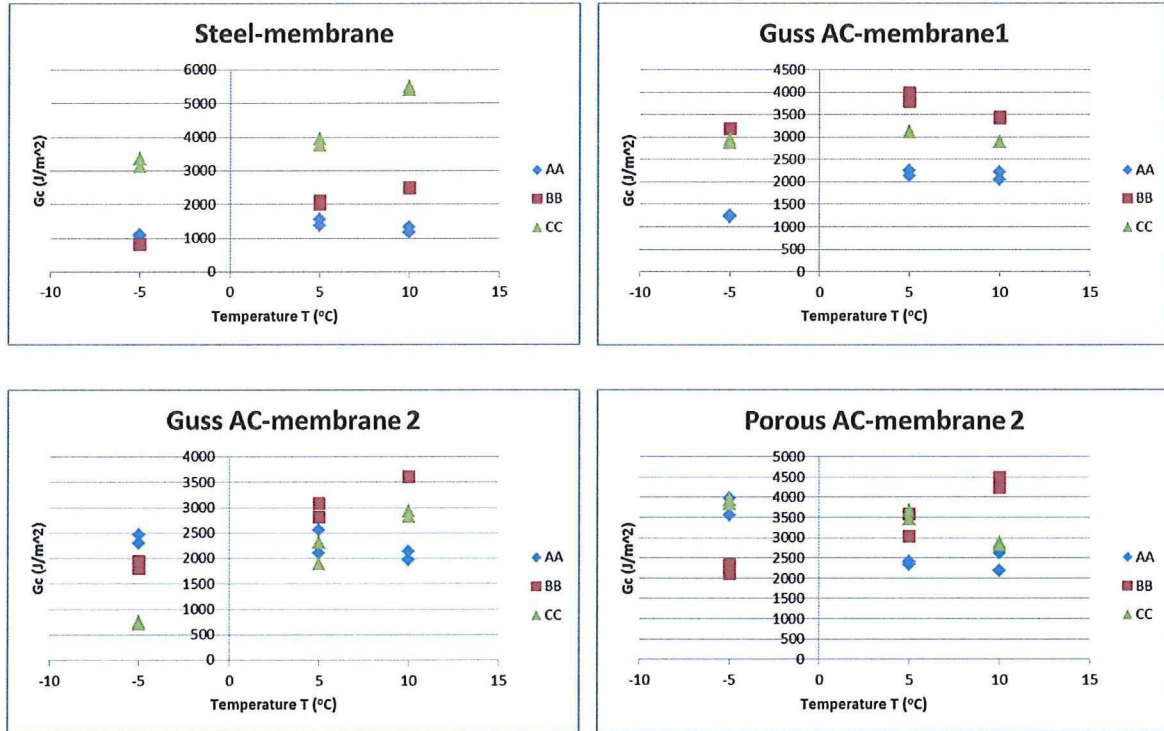 Steel-membrane
6000
5000
4000
3000
2000
1000
0
-10 -5 0 5 10 15
Gc (J/m^2)
Temperature T (ºC)
AA
BB
CC
Guss AC-membrane1
4500
4000
3500
3000
2500
2000
1500
1000
500
0
-10 -5 0 5 10 15
Gc (J/m^2)
Temperature T (ºC)
AA
BB
CC
Guss AC-membrane 2
4000
3500
3000
2500
2000
1500
1000
500
0
-10 -5 0 5 10 15
Gc (J/m^2)
Temperature T (ºC)
AA
BB
CC
Porous AC-membrane 2
5000
4500
4000
3500
3000
2500
2000
1500
1000
500
0
-10 -5 0 5 10 15
Gc (J/m^2)
Temperature T (ºC)
AA
BB
CC